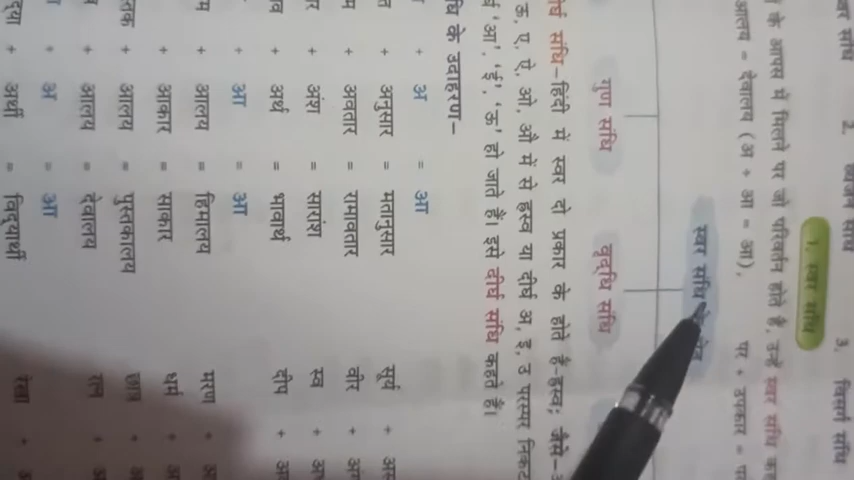 स्वर संधि 2. व्यंजन संधि 3. विसर्ग संधि
1. स्वर संधि
के आपस में मिलने पर जो परिवर्तन होते हैं, उन्हें स्वर संधि
आलय = देवालय (अ + आ = आ), पर + उपकार =
स्वर संधि के भेद
गुण संधि वृद्धि संधि
संधि–हिंदी में स्वर दो प्रकार के होते हैं–ह्रस्व; जैसे–
ऊ, ए, ऐ, ओ, औ में से ह्रस्व या दीर्घ अ, इ, उ परस्पर निकट
'आ', 'ई', 'ऊ' हो जाते हैं। इसे दीर्घ संधि कहते हैं।
के उदाहरण–
+ अ = आ
+ अनुसार = मतानुसार सूर्य +
+ अवतार = रामावतार वीर +
+ अंश = सारांश स्व +
+ अर्थ = भावार्थ दीप +
+ आ = आ
+ आलय = हिमालय मरण +
+ आकार = साकार धर्म +
+ आलय = पुस्तकालय छात्र +
+ आलय = देवालय राम +
+ अ = आ
+ अर्थी = विद्यार्थी रेखा +